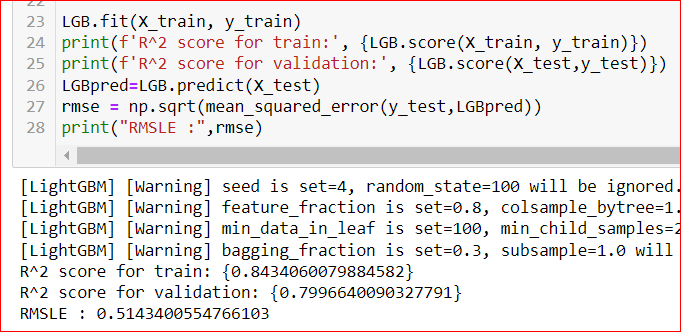 22
23 LGB.fit(X_train, y_train)
24 print(f'R^2 score for train:', {LGB.score(X_train, y_train)})
25 print(f'R^2 score for validation:', {LGB.score(X_test,y_test)})
26 LGBpred=LGB.predict(X_test)
27 rmse = np.sqrt(mean_squared_error(y_test,LGBpred))
28 print("RMSLE :",rmse)
[LightGBM] [Warning] seed is set=4, random_state=100 will be ignored.
[LightGBM] [Warning] feature_fraction is set=0.8, colsample_bytree=1.
[LightGBM] [Warning] min_data_in_leaf is set=100, min_child_samples=2
[LightGBM] [Warning] bagging_fraction is set=0.3, subsample=1.0 will
R^2 score for train: {0.8434060079884582}
R^2 score for validation: {0.7996640090327791}
RMSLE : 0.5143400554766103